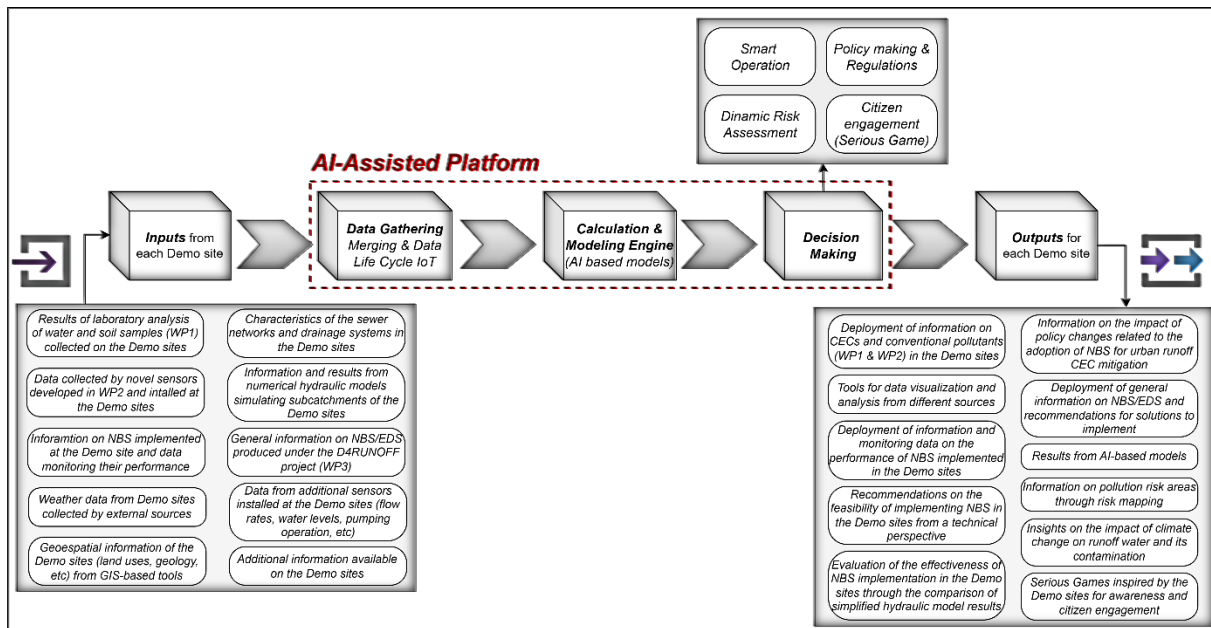 Smart
Operation
Policy making &
Regulations
Dinamic Risk
Assessment
Citizen
engagement
(Serious Game)
AI-Assisted Platform
Inputs from
each Demo site
Data Gathering
Merging & Data
Life Cycle IoT
Calculation &
Modeling Engine
(AI based models)
Decision
Making
Outputs for
each Demo site
Results of laboratory analysis
of water and soil samples (WP1)
collected on the Demo sites
Data collected by novel sensors
developed in WP2 and intalled at
the Demo sites
Inforamtion on NBS implemented
at the Demo site and data
monitoring their performance
Weather data from Demo sites
collected by external sources
Geoespatial information of the
Demo sites (land uses, geology,
etc) from GIS-based tools
Characteristics of the sewer
networks and drainage systems in
the Demo sites
Information and results from
numerical hydraulic models
simulating subcatchments of the
Demo sites
General information on NBS/EDS
produced under the D4RUNOFF
project (WP3)
Data from additional sensors
installed at the Demo sites (flow
rates, water levels, pumping
operation, etc)
Additional information available
on the Demo sites
Deployment of information on
CECs and conventional pollutants
(WP1 & WP2) in the Demo sites
Tools for data visualization and
analysis from different sources
Deployment of information and
monitoring data on the
performance of NBS implemented
in the Demo sites
Recommendations on the
feasibility of implementing NBS in
the Demo sites from a technical
perspective
Evaluation of the effectiveness of
NBS implementation in the Demo
sites through the comparison of
simplified hydraulic model results
Information on the impact of
policy changes related to the
adoption of NBS for urban runoff
CEC mitigation
Deployment of general
information on NBS/EDS and
recommendations for solutions to
implement
Results from AI-based models
Information on pollution risk areas
through risk mapping
Insights on the impact of climate
change on runoff water and its
contamination
Serious Games inspired by the
Demo sites for awareness and
citizen engagement